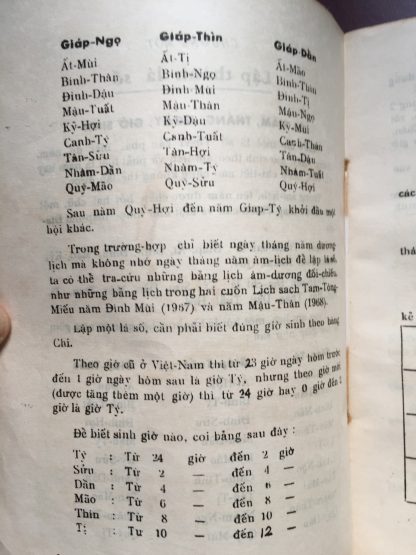 Giáp-Ngọ Giáp-Thìn Giáp-Dần
Ất-Mùi Ất-Tị Ất-Mão
Bính-Thân Bính-Ngọ Bính-Thìn
Đinh-Dậu Đinh-Mùi Đinh-Tị
Mậu-Tuất Mậu-Thân Mậu-Ngọ
Kỷ-Hợi Kỷ-Dậu Kỷ-Mùi
Canh-Tý Canh-Tuất Canh-Thân
Tân-Sửu Tân-Hợi Tân-Dậu
Nhâm-Dần Nhâm-Tý Nhâm-Tuất
Quý-Mão Quý-Sửu Quý-Hợi
Sau năm Quý-Hợi đến năm Giáp-Tý khởi đầu một
hội khác.
Trong trường-hợp chỉ biết ngày tháng năm dương
lịch mà không nhớ ngày tháng năm âm-lịch để lập lá số,
ta có thể tra-cứu những bảng lịch âm-dương đối-chiếu
như những bảng lịch trong hai cuốn Lịch sách Tam-Tông-
Miếu năm Đinh Mùi (1967) và năm Mậu-Thân (1968).
Lập một lá số, cần phải biết đúng giờ sinh theo hàng
Chi.
Theo giờ cũ ở Việt-Nam thì từ 23 giờ ngày hôm trước
đến 1 giờ ngày hôm sau là giờ Tý, nhưng theo giờ mới
(được tăng thêm một giờ) thì từ 24 giờ hay 0 giờ đến 2
giờ là giờ Tý.
Để biết sinh giờ nào, coi bảng sau đây :
Tý : Từ 24 giờ đến 2 giờ
Sửu : Từ 2 — đến 4 —
Dần : Từ 4 — đến 6 —
Mão : Từ 6 — đến 8 —
Thìn : Từ 8 — đến 10 —
Tị : Từ 10 — đến 12 —
các
thá
kẻ